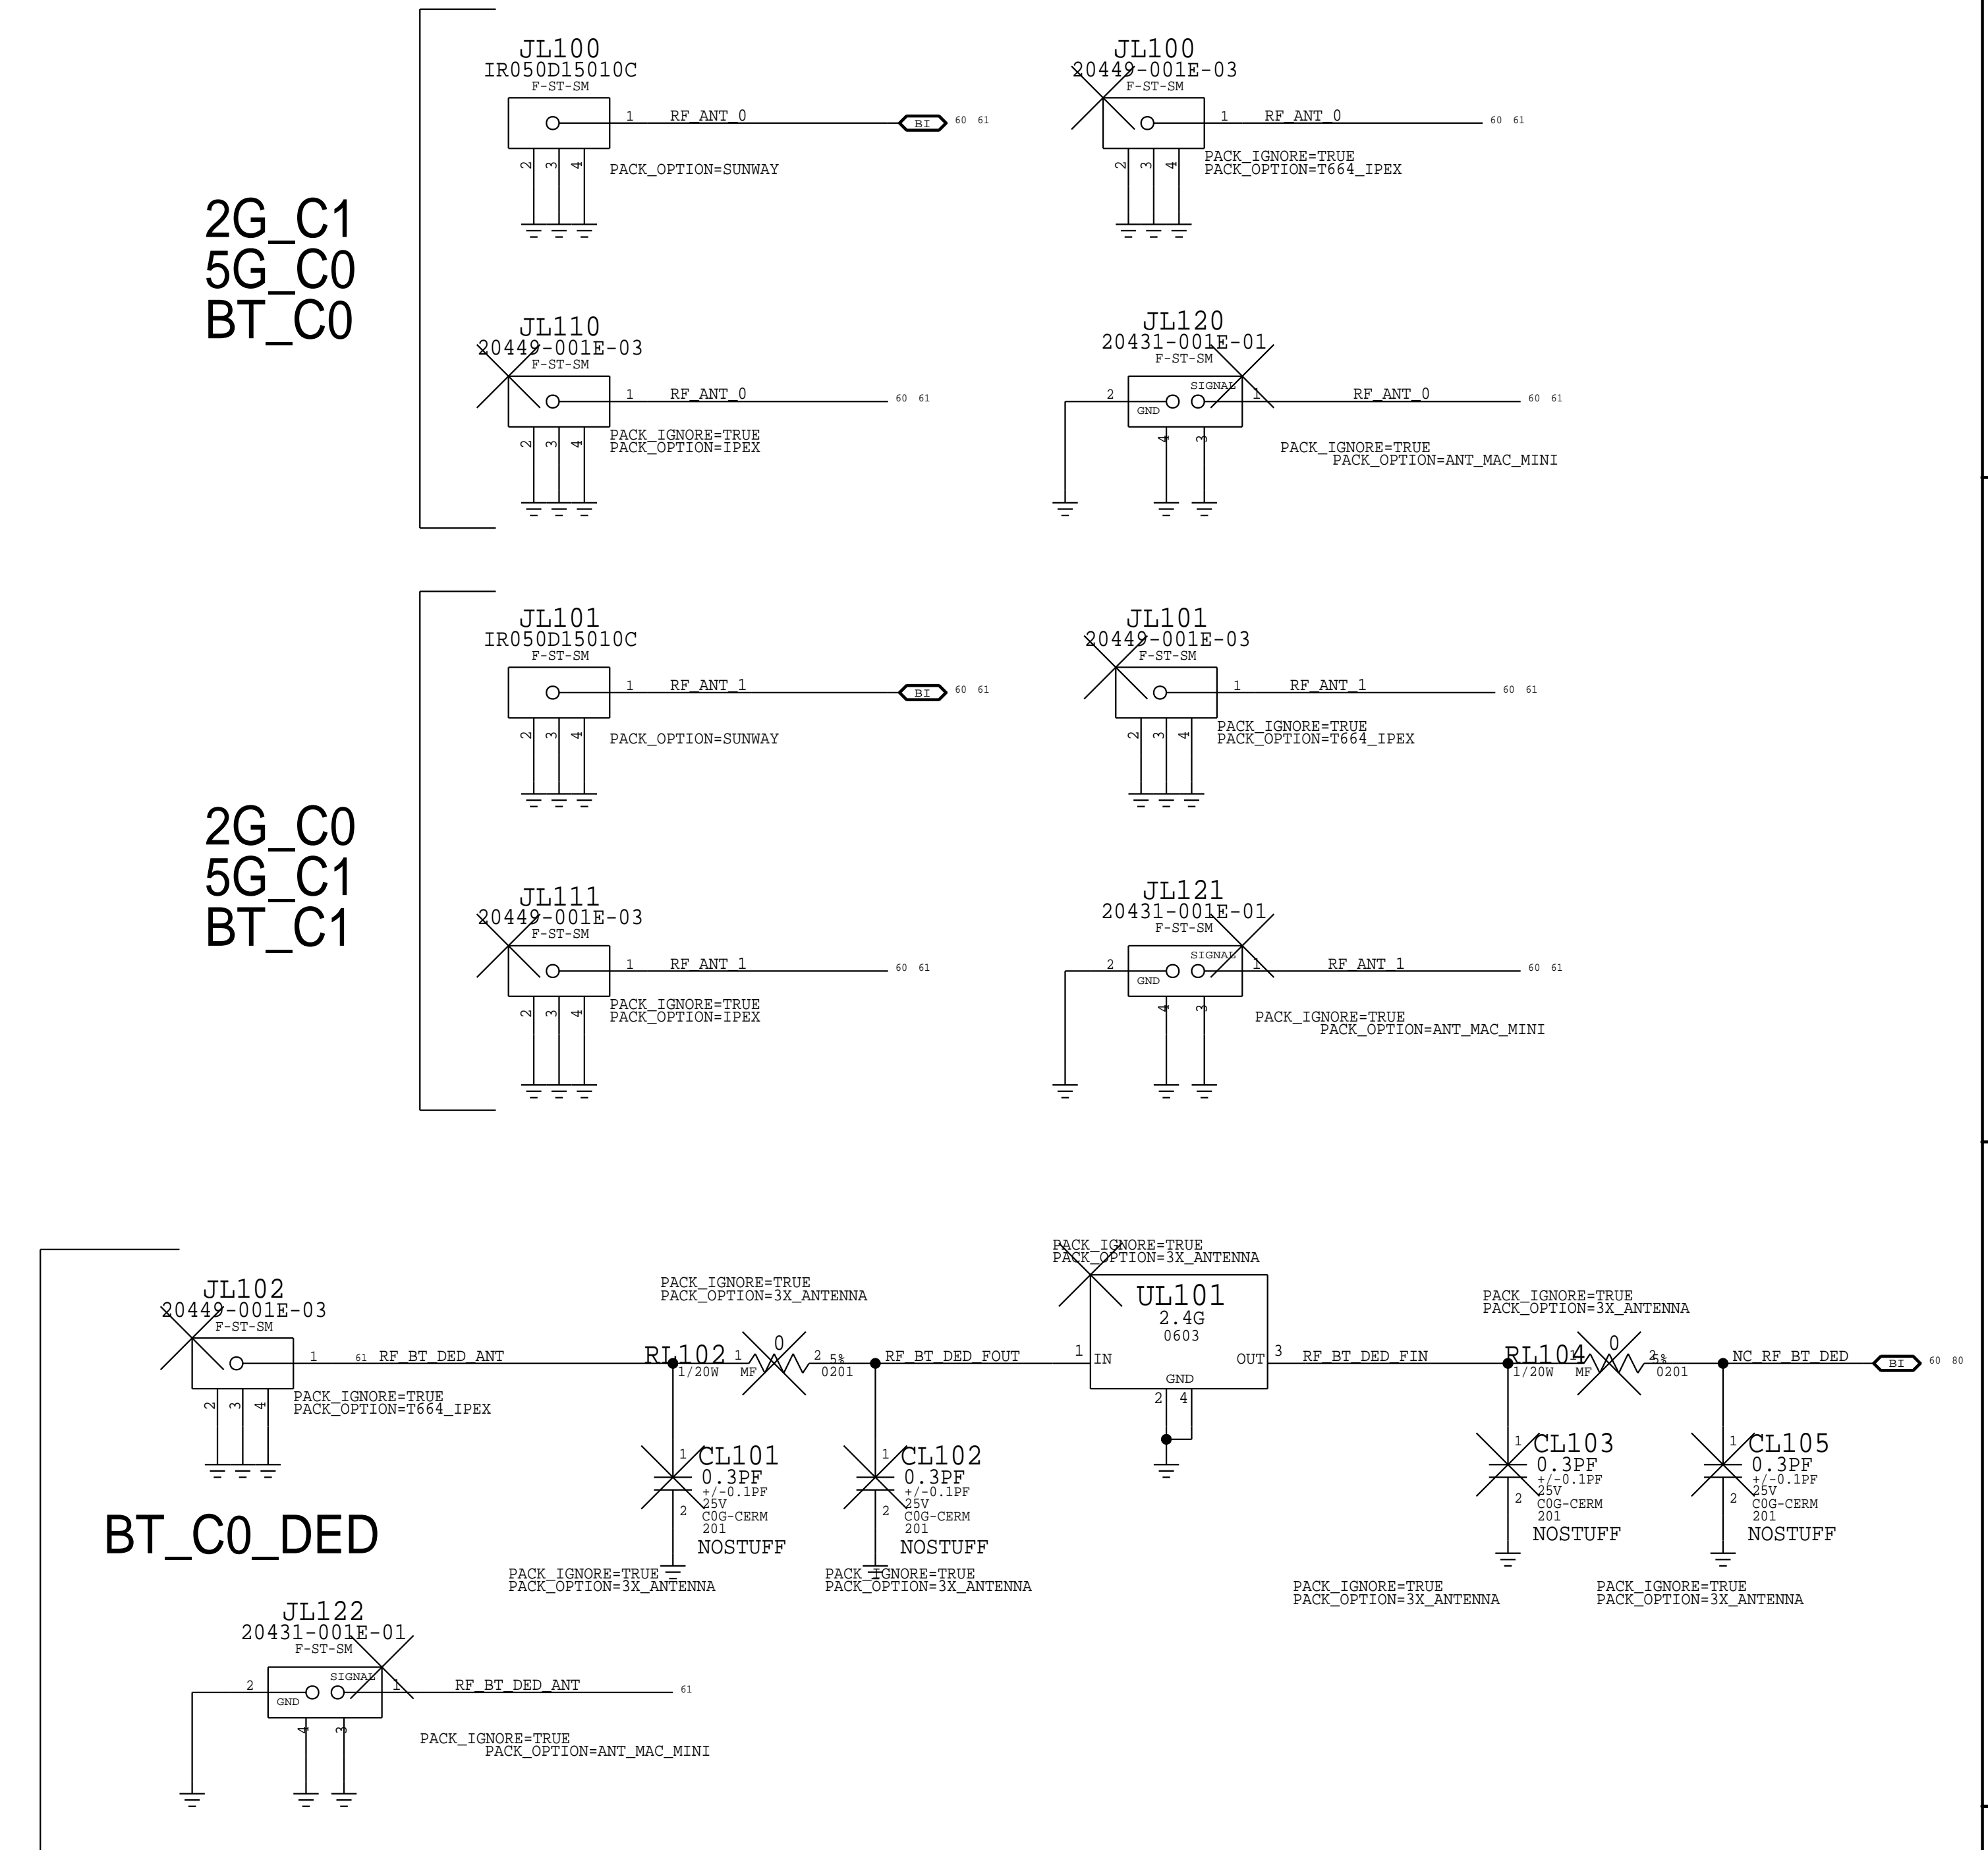 2G_C1
5G_C0
BT_C0
JL100
IR050D15010C
F-ST-SM
1 RF_ANT_0 BI 60 61
2 3 4
PACK_OPTION=SUNWAY
JL100
20449-001E-03
F-ST-SM
1 RF_ANT_0 60 61
2 3 4
PACK_IGNORE=TRUE
PACK_OPTION=T664_IPEX
JL110
20449-001E-03
F-ST-SM
1 RF_ANT_0 60 61
2 3 4
PACK_IGNORE=TRUE
PACK_OPTION=IPEX
JL120
20431-001E-01
F-ST-SM
SIGNAL
2 1 RF_ANT_0 60 61
GND
4 3
PACK_IGNORE=TRUE
PACK_OPTION=ANT_MAC_MINI
2G_C0
5G_C1
BT_C1
JL101
IR050D15010C
F-ST-SM
1 RF_ANT_1 BI 60 61
2 3 4
PACK_OPTION=SUNWAY
JL101
20449-001E-03
F-ST-SM
1 RF_ANT_1 60 61
2 3 4
PACK_IGNORE=TRUE
PACK_OPTION=T664_IPEX
JL111
20449-001E-03
F-ST-SM
1 RF_ANT_1 60 61
2 3 4
PACK_IGNORE=TRUE
PACK_OPTION=IPEX
JL121
20431-001E-01
F-ST-SM
SIGNAL
2 1 RF_ANT_1 60 61
GND
4 3
PACK_IGNORE=TRUE
PACK_OPTION=ANT_MAC_MINI
BT_C0_DED
JL102
20449-001E-03
F-ST-SM
1 61 RF_BT_DED_ANT
2 3 4
PACK_IGNORE=TRUE
PACK_OPTION=T664_IPEX
PACK_IGNORE=TRUE
PACK_OPTION=3X_ANTENNA
RL102
0
1 2 5%
1/20W MF 0201
RF_BT_DED_FOUT
PACK_IGNORE=TRUE
PACK_OPTION=3X_ANTENNA
UL101
2.4G
0603
1 IN OUT 3
GND
2 4
RF_BT_DED_FIN
PACK_IGNORE=TRUE
PACK_OPTION=3X_ANTENNA
RL104
0
1 2 5%
1/20W MF 0201
NC_RF_BT_DED BI 60 80
1 CL101
0.3PF
+/-0.1PF
25V
2 C0G-CERM
201
NOSTUFF
PACK_IGNORE=TRUE
PACK_OPTION=3X_ANTENNA
1 CL102
0.3PF
+/-0.1PF
25V
2 C0G-CERM
201
NOSTUFF
PACK_IGNORE=TRUE
PACK_OPTION=3X_ANTENNA
1 CL103
0.3PF
+/-0.1PF
25V
2 C0G-CERM
201
NOSTUFF
PACK_IGNORE=TRUE
PACK_OPTION=3X_ANTENNA
1 CL105
0.3PF
+/-0.1PF
25V
2 C0G-CERM
201
NOSTUFF
PACK_IGNORE=TRUE
PACK_OPTION=3X_ANTENNA
JL122
20431-001E-01
F-ST-SM
SIGNAL
2 1 RF_BT_DED_ANT 61
GND
4 3
PACK_IGNORE=TRUE
PACK_OPTION=ANT_MAC_MINI